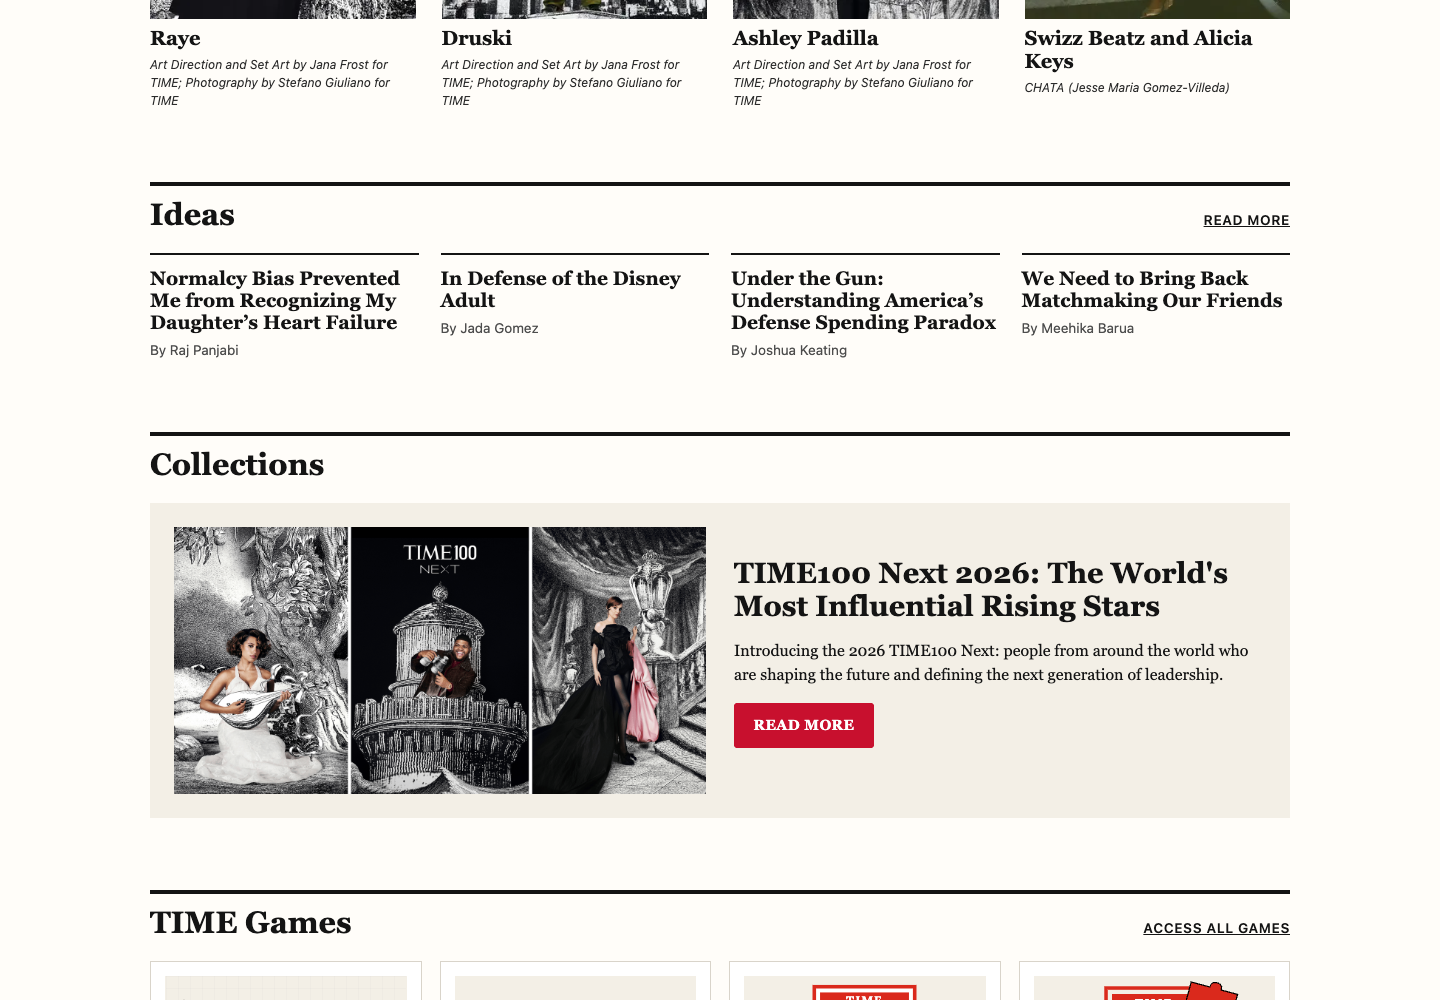 Raye
Art Direction and Set Art by Jana Frost for
TIME; Photography by Stefano Giuliano for
TIME
Druski
Art Direction and Set Art by Jana Frost for
TIME; Photography by Stefano Giuliano for
TIME
Ashley Padilla
Art Direction and Set Art by Jana Frost for
TIME; Photography by Stefano Giuliano for
TIME
Swizz Beatz and Alicia
Keys
CHATA (Jesse Maria Gomez-Villeda)
Ideas
READ MORE
Normalcy Bias Prevented
Me from Recognizing My
Daughter’s Heart Failure
By Raj Panjabi
In Defense of the Disney
Adult
By Jada Gomez
Under the Gun:
Understanding America’s
Defense Spending Paradox
By Joshua Keating
We Need to Bring Back
Matchmaking Our Friends
By Meehika Barua
Collections
TIME100
NEXT
TIME100 Next 2026: The World's
Most Influential Rising Stars
Introducing the 2026 TIME100 Next: people from around the world who
are shaping the future and defining the next generation of leadership.
READ MORE
TIME Games
ACCESS ALL GAMES
TIME